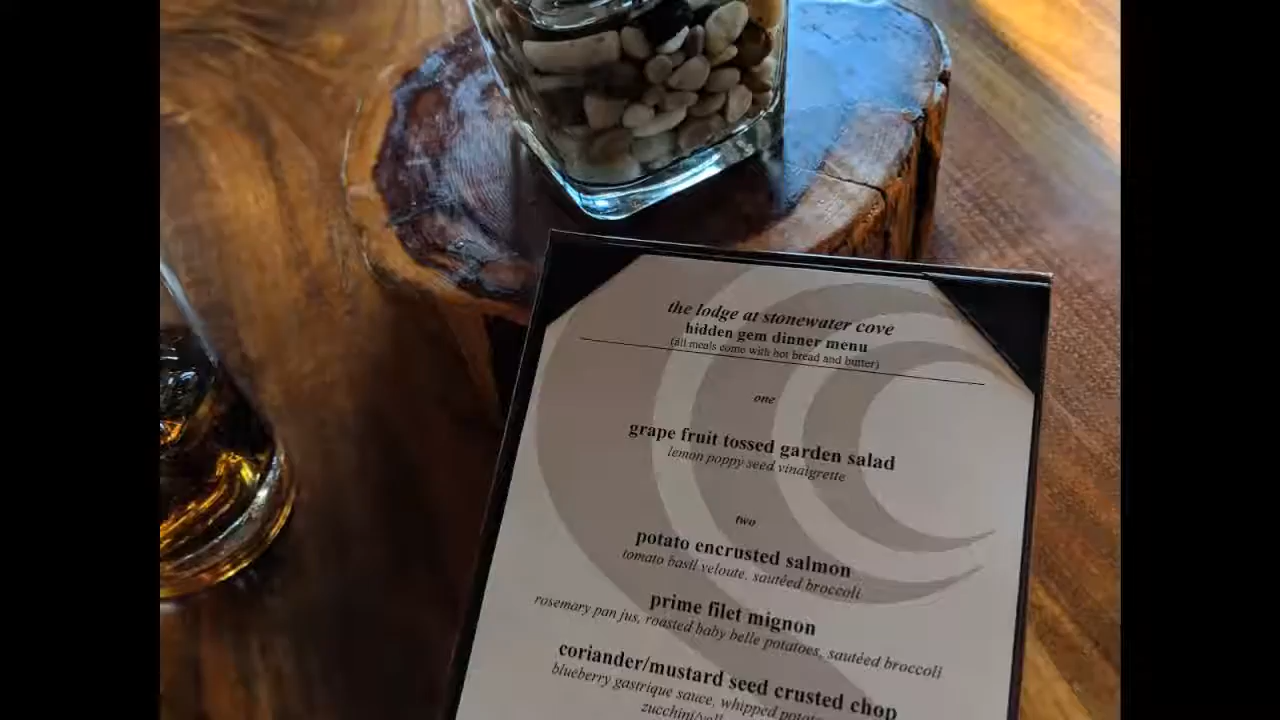 the lodge at stonewater cove
hidden gem dinner menu
(all meals come with hot bread and butter)
one
grape fruit tossed garden salad
lemon poppy seed vinaigrette
two
potato encrusted salmon
tomato basil veloute, sautéed broccoli
prime filet mignon
rosemary pan jus, roasted baby belle potatoes, sautéed broccoli
coriander/mustard seed crusted chop
blueberry gastrique sauce, whipped